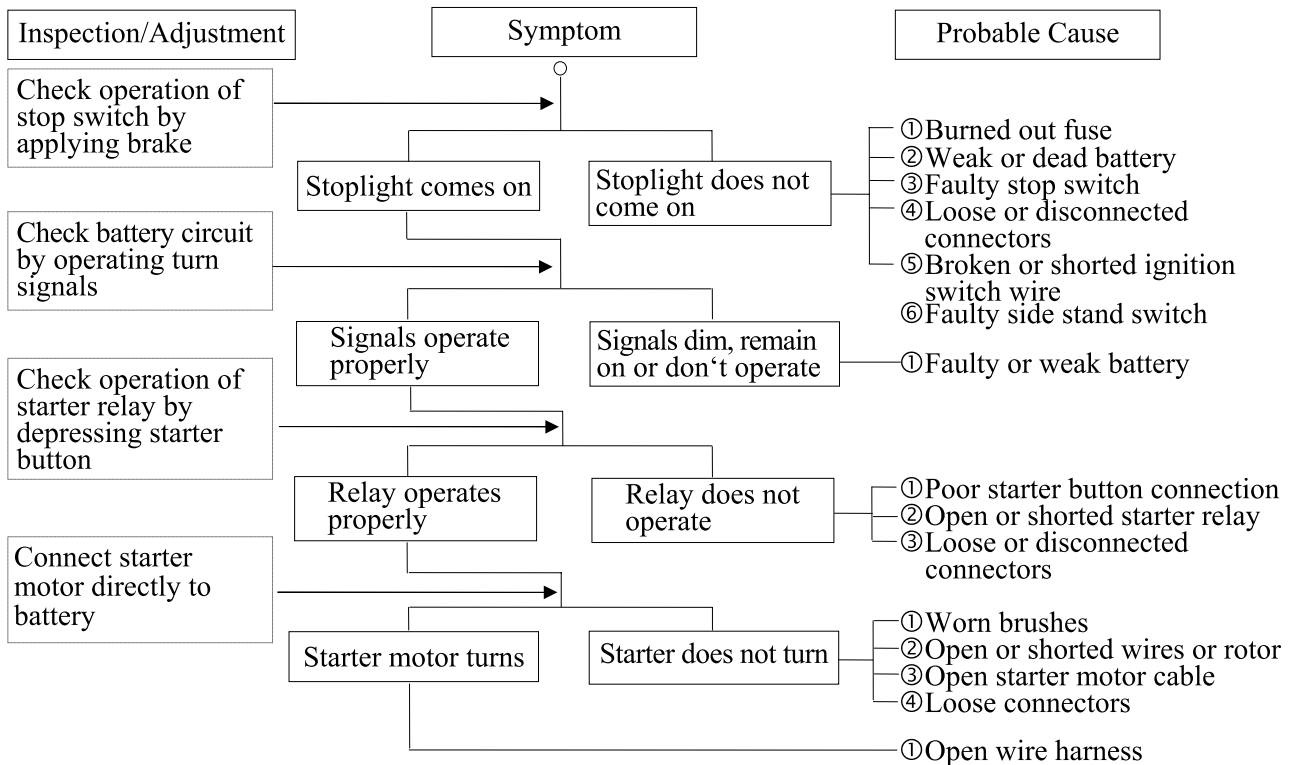 Inspection/Adjustment
Symptom
Probable Cause
Check operation of
stop switch by
applying brake
Stoplight comes on
Stoplight does not
come on
①Burned out fuse
②Weak or dead battery
③Faulty stop switch
④Loose or disconnected
connectors
⑤Broken or shorted ignition
switch wire
⑥Faulty side stand switch
Check battery circuit
by operating turn
signals
Signals operate
properly
Signals dim, remain
on or don‘t operate
①Faulty or weak battery
Check operation of
starter relay by
depressing starter
button
Relay operates
properly
Relay does not
operate
①Poor starter button connection
②Open or shorted starter relay
③Loose or disconnected
connectors
Connect starter
motor directly to
battery
Starter motor turns
Starter does not turn
①Worn brushes
②Open or shorted wires or rotor
③Open starter motor cable
④Loose connectors
①Open wire harness